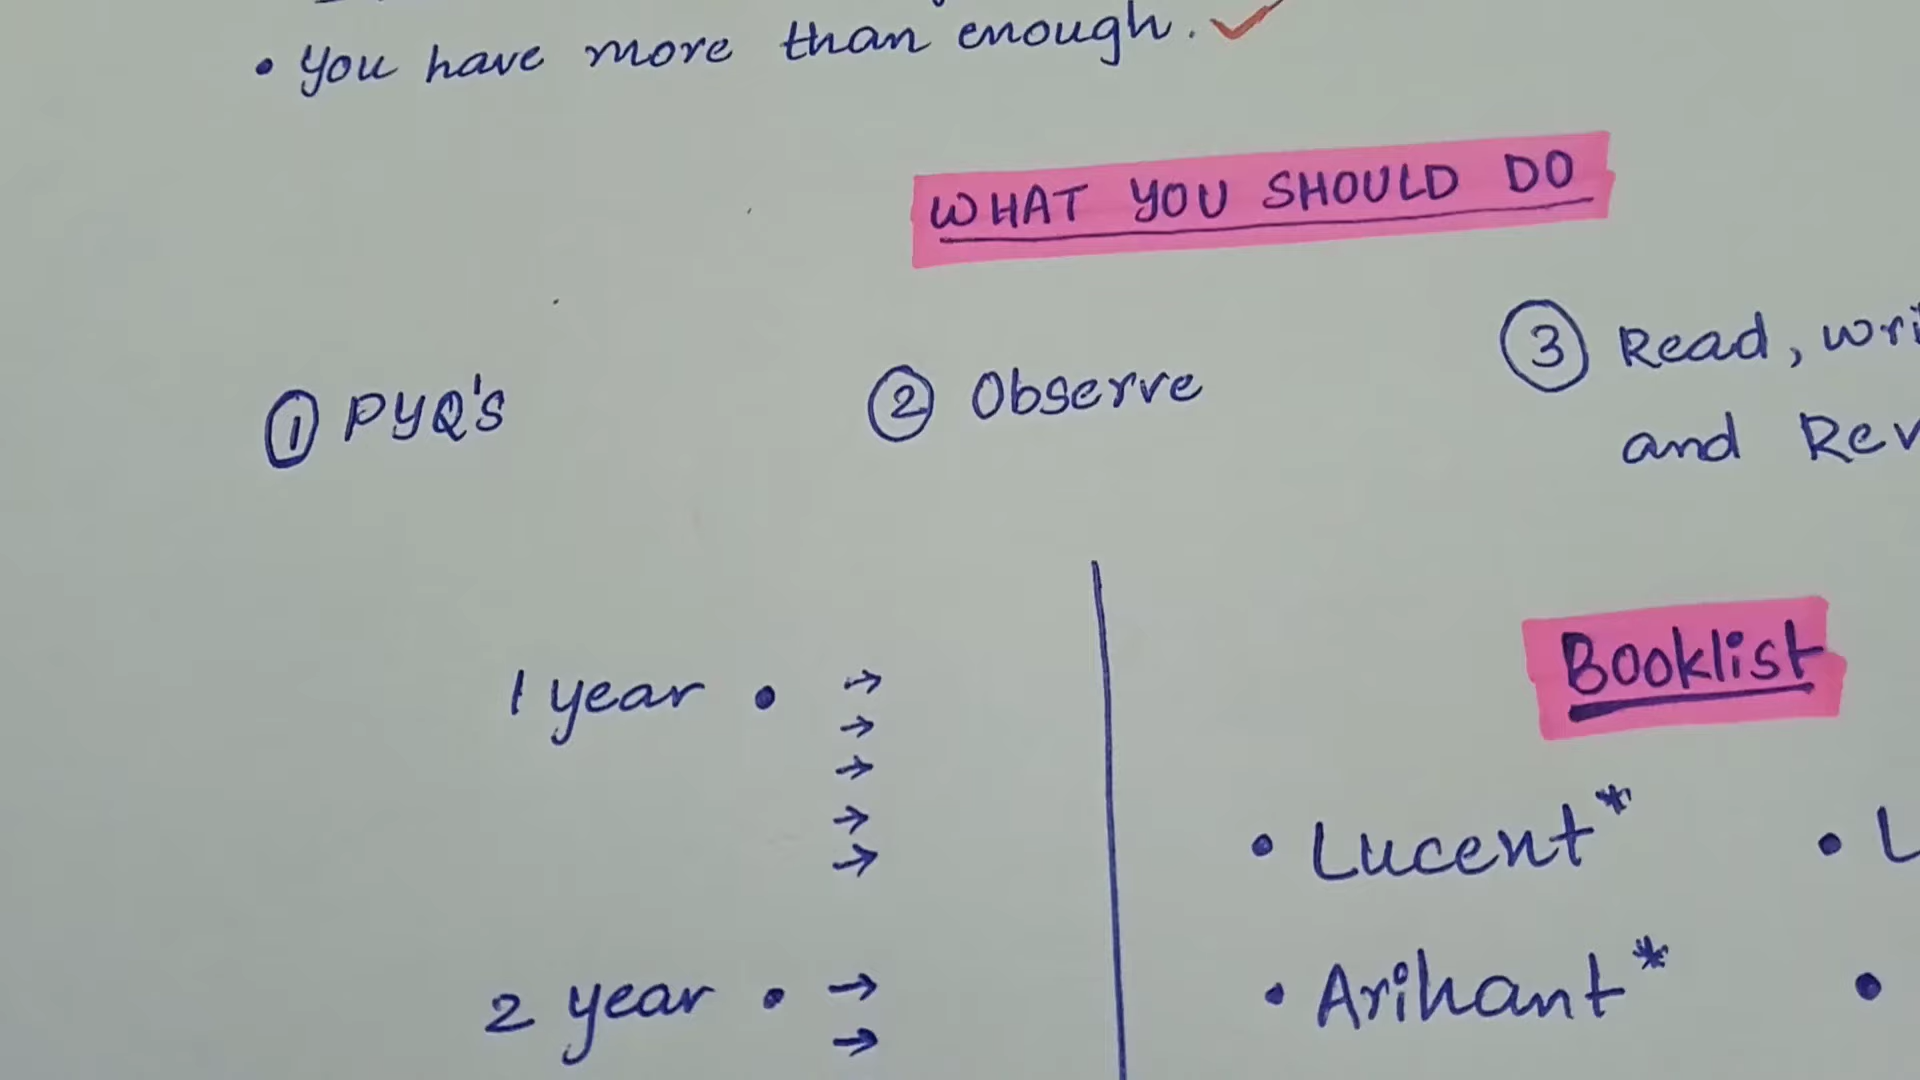 • You have more than enough.
WHAT YOU SHOULD DO
① PYQ's
② Observe
③ Read,
and
1 year • →
→
→
→
→
2 year • →
→
Booklist
• Lucent*
• Arihant*